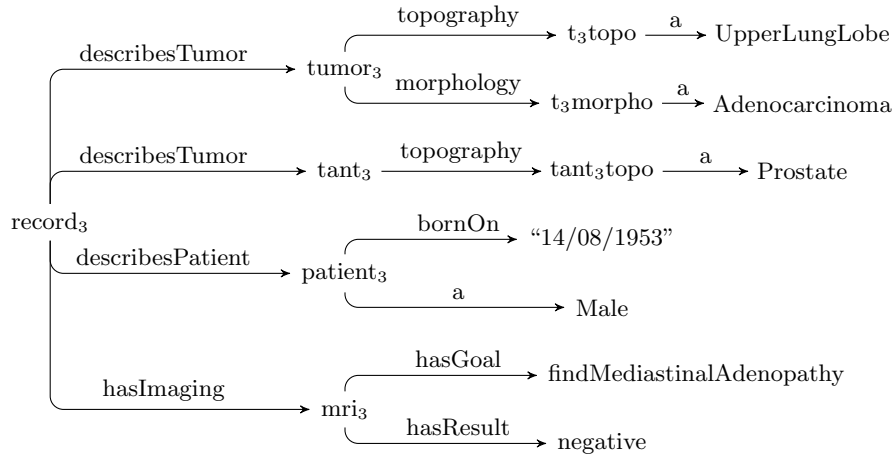 topography
t₃topo a UpperLungLobe
describesTumor
tumor₃
morphology
t₃morpho a Adenocarcinoma
describesTumor
tant₃ topography tant₃topo a Prostate
record₃
bornOn
“14/08/1953”
describesPatient
patient₃
a
Male
hasGoal
findMediastinalAdenopathy
hasImaging
mri₃
hasResult
negative